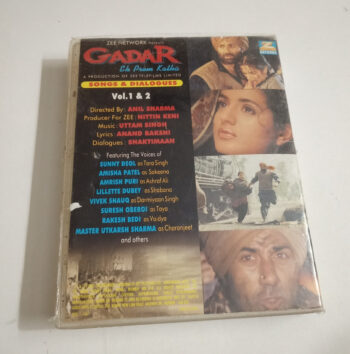 ZEE NETWORK Presents
GADAR
Ek Prem Katha
A PRODUCTION OF ZEE TELEFILMS LIMITED
SONGS & DIALOGUES
Vol.1 & 2
Directed By: ANIL SHARMA
Producer For ZEE: NITTIN KENI
Music: UTTAM SINGH
Lyrics: ANAND BAKSHI
Dialogues: SHAKTIMAAN
Featuring The Voices of
SUNNY DEOL as Tara Singh
AMISHA PATEL as Sakeena
AMRISH PURI as Ashraf Ali
LILLETTE DUBEY as Shabana
VIVEK SHAUQ as Darmiyaan Singh
SURESH OBEROI as Taya
RAKESH BEDI as Vaidya
MASTER UTKARSH SHARMA as Charanjeet
and others
Z